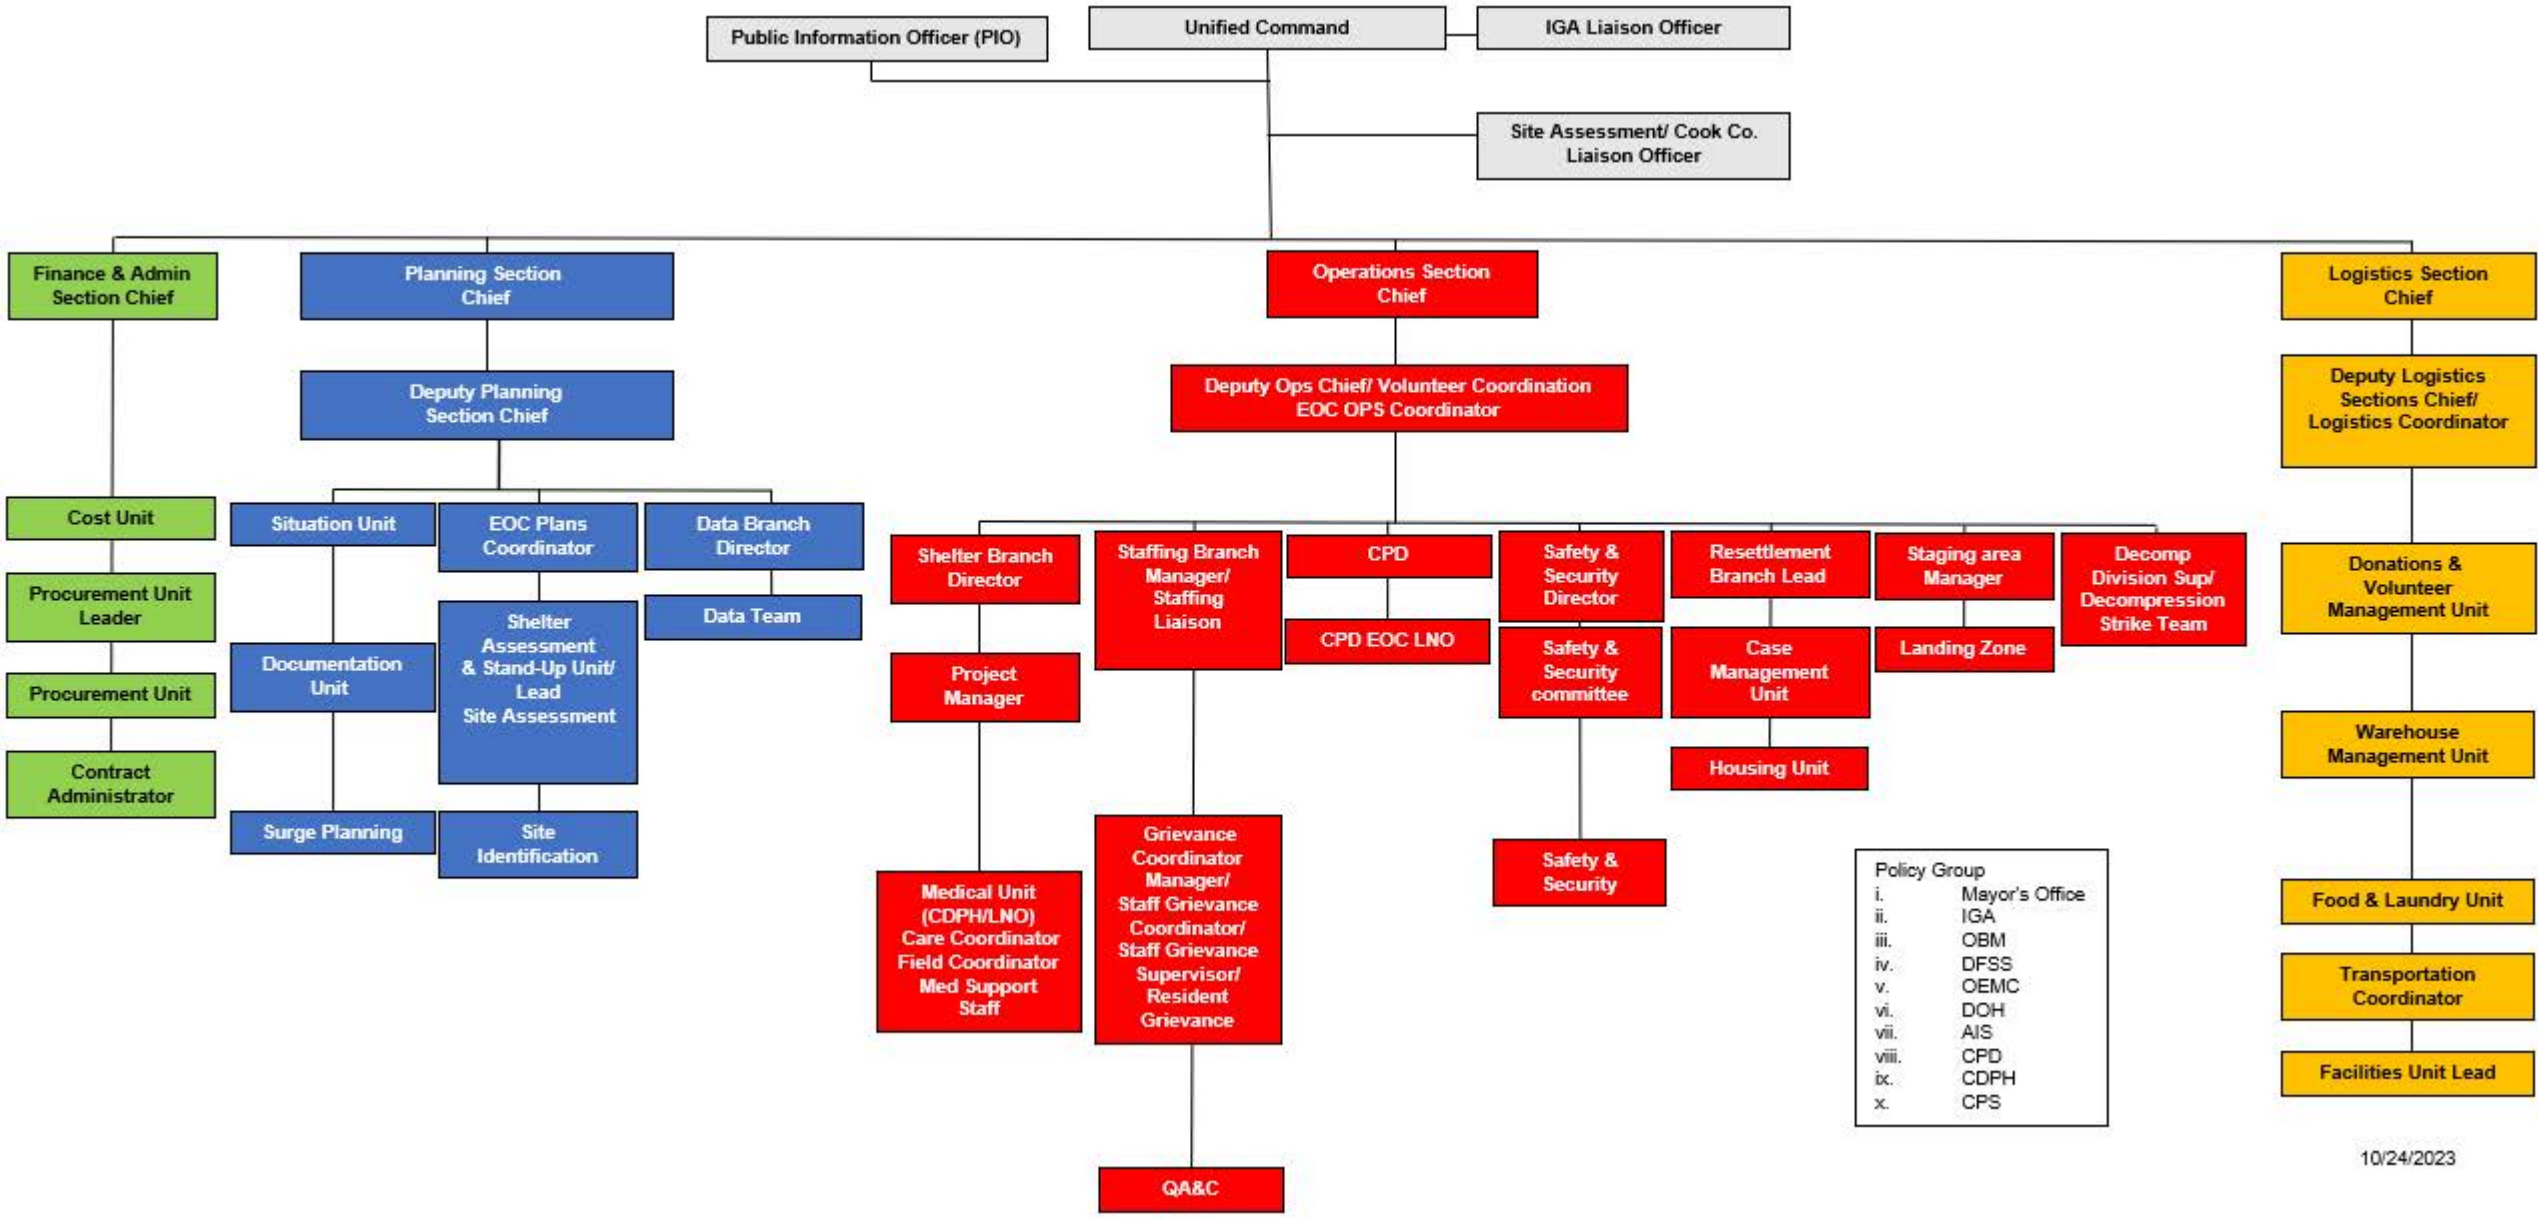 Public Information Officer (PIO)
Unified Command
IGA Liaison Officer
Site Assessment/ Cook Co.
Liaison Officer
Finance & Admin
Section Chief
Cost Unit
Procurement Unit
Leader
Procurement Unit
Contract
Administrator
Planning Section
Chief
Deputy Planning
Section Chief
Situation Unit
Documentation
Unit
Surge Planning
EOC Plans
Coordinator
Shelter
Assessment
& Stand-Up Unit/
Lead
Site Assessment
Site
Identification
Data Branch
Director
Data Team
Operations Section
Chief
Deputy Ops Chief/ Volunteer Coordination
EOC OPS Coordinator
Shelter Branch
Director
Project
Manager
Medical Unit
(CDPH/LNO)
Care Coordinator
Field Coordinator
Med Support
Staff
Staffing Branch
Manager/
Staffing
Liaison
Grievance
Coordinator
Manager/
Staff Grievance
Coordinator/
Staff Grievance
Supervisor/
Resident
Grievance
QA&C
CPD
CPD EOC LNO
Safety &
Security
Director
Safety &
Security
committee
Safety &
Security
Resettlement
Branch Lead
Case
Management
Unit
Housing Unit
Staging area
Manager
Landing Zone
Decomp
Division Sup/
Decompression
Strike Team
Logistics Section
Chief
Deputy Logistics
Sections Chief/
Logistics Coordinator
Donations &
Volunteer
Management Unit
Warehouse
Management Unit
Food & Laundry Unit
Transportation
Coordinator
Facilities Unit Lead
Policy Group
i. Mayor's Office
ii. IGA
iii. OBM
iv. DFSS
v. OEMC
vi. DOH
vii. AIS
viii. CPD
ix. CDPH
x. CPS
10/24/2023